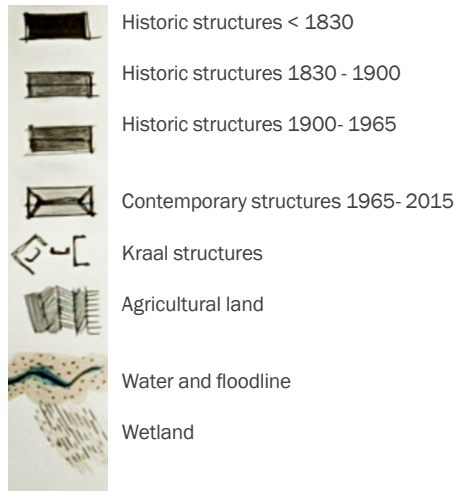 Historic structures < 1830
Historic structures 1830 - 1900
Historic structures 1900- 1965
Contemporary structures 1965- 2015
Kraal structures
Agricultural land
Water and floodline
Wetland